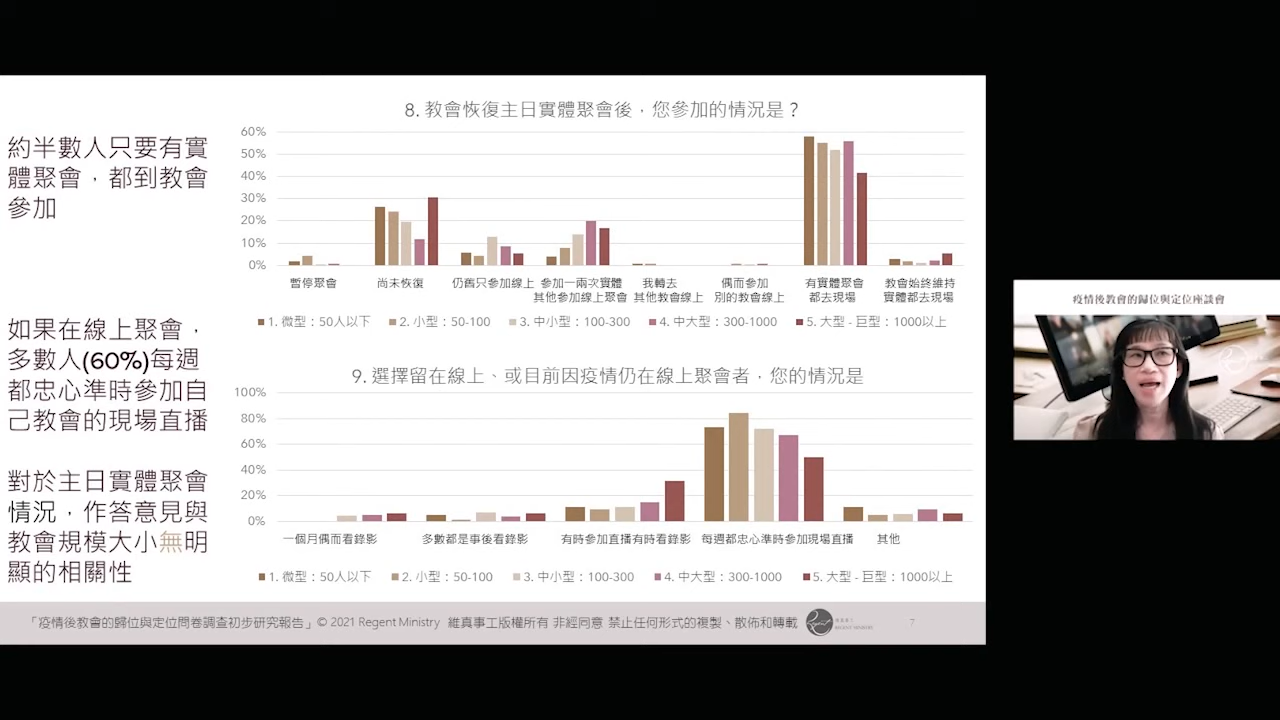 約半數人只要有實
體聚會，都到教會
參加
如果在線上聚會，
多數人(60%)每週
都忠心準時參加自
己教會的現場直播
對於主日實體聚會
情況，作答意見與
教會規模大小無明
顯的相關性
8. 教會恢復主日實體聚會後，您參加的情況是？
60%
50%
40%
30%
20%
10%
0%
暫停聚會
尚未恢復
仍舊只參加線上
參加一兩次實體
其他參加線上聚會
我轉去
其他教會線上
偶而參加
別的教會線上
有實體聚會
都去現場
教會始終維持
實體都去現場
1. 微型：50人以下
2. 小型：50-100
3. 中小型：100-300
4. 中大型：300-1000
5. 大型 - 巨型：1000以上
9. 選擇留在線上、或目前因疫情仍在線上聚會者，您的情況是
100%
80%
60%
40%
20%
0%
一個月偶而看錄影
多數都是事後看錄影
有時參加直播有時看錄影
每週都忠心準時參加現場直播
其他
1. 微型：50人以下
2. 小型：50-100
3. 中小型：100-300
4. 中大型：300-1000
5. 大型 - 巨型：1000以上
「疫情後教會的歸位與定位問卷調查初步研究報告」© 2021 Regent Ministry 維真事工版權所有 非經同意 禁止任何形式的複製、散佈和轉載
Regent
REGENT MINISTRY
7
疫情後教會的歸位與定位座談會